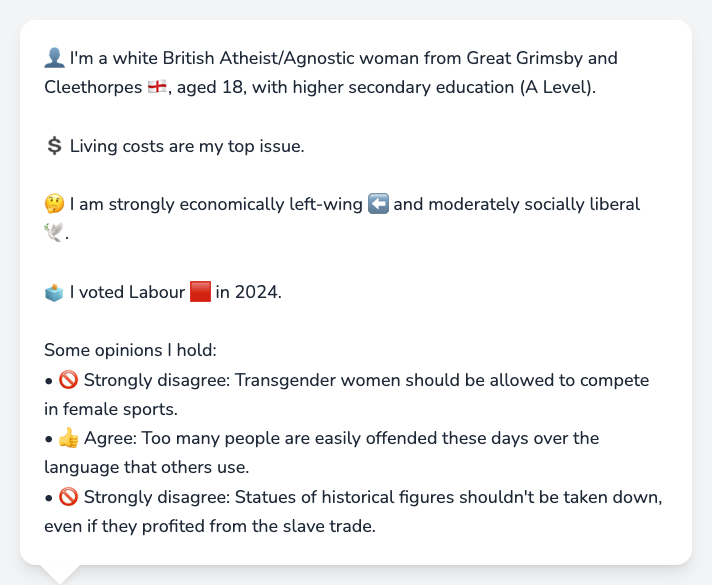 👤 I'm a white British Atheist/Agnostic woman from Great Grimsby and
Cleethorpes 🏴󠁧󠁢󠁥󠁮󠁧󠁿, aged 18, with higher secondary education (A Level).
💲 Living costs are my top issue.
🤔 I am strongly economically left-wing ⬅️ and moderately socially liberal
🕊️.
🗳️ I voted Labour 🟥 in 2024.
Some opinions I hold:
• 🚫 Strongly disagree: Transgender women should be allowed to compete
in female sports.
• 👍 Agree: Too many people are easily offended these days over the
language that others use.
• 🚫 Strongly disagree: Statues of historical figures shouldn't be taken down,
even if they profited from the slave trade.